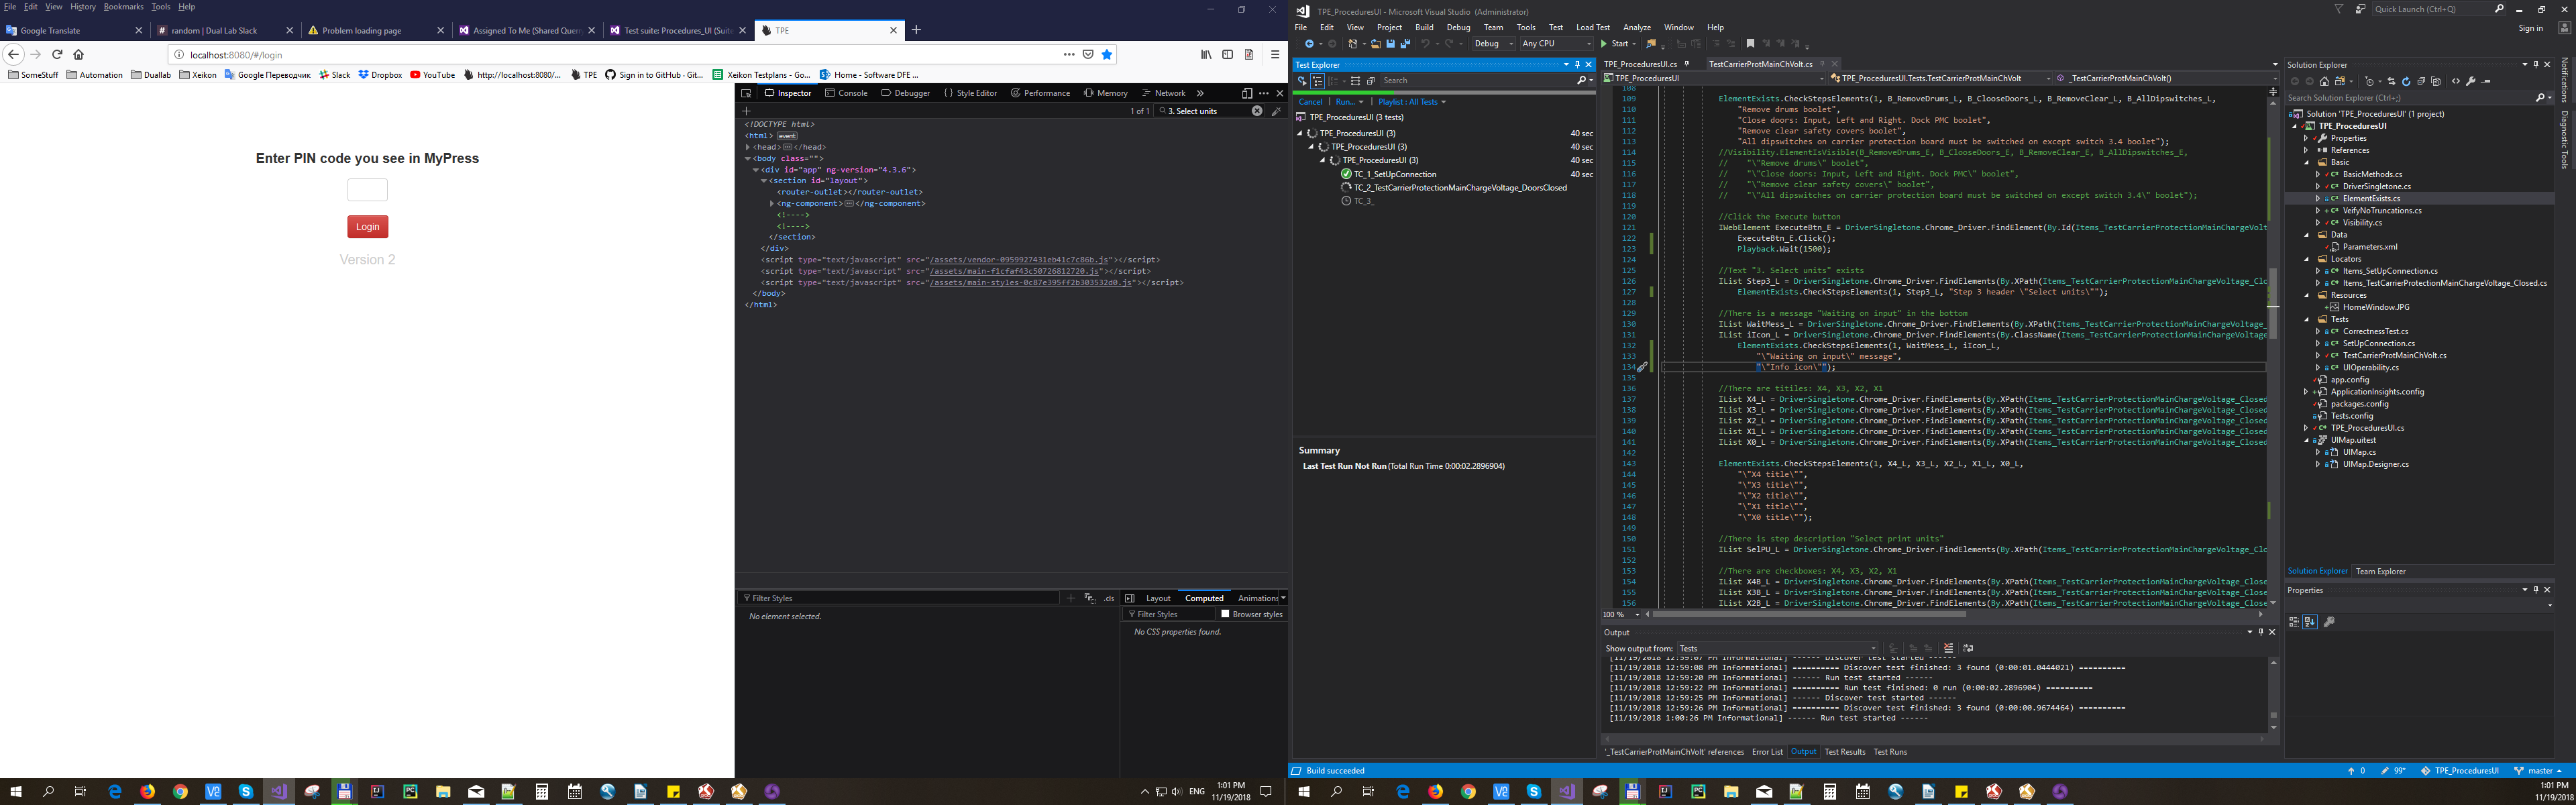 File Edit View History Bookmarks Tools Help
Google Translate
random | Dual Lab Slack
Problem loading page
Assigned To Me (Shared Quer
Test suite: Procedures_UI (Suite
TPE
localhost:8080/#/login
SomeStuff Automation Duallab Xeikon Google Переводчик Slack Dropbox YouTube http://localhost:8080/... TPE Sign in to GitHub · Git... Xeikon Testplans - Go... Home - Software DFE ...
Enter PIN code you see in MyPress
Login
Version 2
Inspector Console Debugger Style Editor Performance Memory Network
1 of 1 3. Select units
<!DOCTYPE html>
<html> event
<head></head>
<body class="">
<div id="app" ng-version="4.3.6">
<section id="layout">
<router-outlet></router-outlet>
<ng-component></ng-component>
<!---->
<!---->
</section>
</div>
<script type="text/javascript" src="/assets/vendor-0959927431eb41c7c86b.js"></script>
<script type="text/javascript" src="/assets/main-f1cfaf43c50726812720.js"></script>
<script type="text/javascript" src="/assets/main-styles-0c87e395ff2b303532d0.js"></script>
</body>
</html>
Filter Styles .cls
No element selected.
Layout Computed Animations
Filter Styles Browser styles
No CSS properties found.
ENG 1:01 PM
11/19/2018
TPE_ProceduresUI - Microsoft Visual Studio (Administrator)
Quick Launch (Ctrl+Q)
File Edit View Project Build Debug Team Tools Test Load Test Analyze Window Help
Sign in
Debug Any CPU Start
Test Explorer
Search
Cancel Run... Playlist : All Tests
TPE_ProceduresUI (3 tests)
TPE_ProceduresUI (3) 40 sec
TPE_ProceduresUI (3) 40 sec
TPE_ProceduresUI (3) 40 sec
TC_1_SetUpConnection 40 sec
TC_2_TestCarrierProtectionMainChargeVoltage_DoorsClosed
TC_3_
Summary
Last Test Run Not Run (Total Run Time 0:00:02.2896904)
TPE_ProceduresUI.cs TestCarrierProtMainChVolt.cs
TPE_ProceduresUI TPE_ProceduresUI.Tests.TestCarrierProtMainChVolt _TestCarrierProtMainChVolt()
108
109 ElementExists.CheckStepsElements(1, B_RemoveDrums_L, B_ClooseDoors_L, B_RemoveClear_L, B_AllDipswitches_L,
110 "Remove drums boolet",
111 "Close doors: Input, Left and Right. Dock PMC boolet",
112 "Remove clear safety covers boolet",
113 "All dipswitches on carrier protection board must be switched on except switch 3.4 boolet");
114 //Visibility.ElementIsVisible(B_RemoveDrums_E, B_ClooseDoors_E, B_RemoveClear_E, B_AllDipswitches_E,
115 // "\"Remove drums\" boolet",
116 // "\"Close doors: Input, Left and Right. Dock PMC\" boolet",
117 // "\"Remove clear safety covers\" boolet",
118 // "\"All dipswitches on carrier protection board must be switched on except switch 3.4\" boolet");
119
120 //Click the Execute button
121 IWebElement ExecuteBtn_E = DriverSingletone.Chrome_Driver.FindElement(By.Id(Items_TestCarrierProtectionMainChargeVolt
122 ExecuteBtn_E.Click();
123 Playback.Wait(1500);
124
125 //Text "3. Select units" exists
126 IList Step3_L = DriverSingletone.Chrome_Driver.FindElements(By.XPath(Items_TestCarrierProtectionMainChargeVoltage_Clo
127 ElementExists.CheckStepsElements(1, Step3_L, "Step 3 header \"Select units\"");
128
129 //There is a message "Waiting on input" in the bottom
130 IList WaitMess_L = DriverSingletone.Chrome_Driver.FindElements(By.XPath(Items_TestCarrierProtectionMainChargeVoltage_
131 IList iIcon_L = DriverSingletone.Chrome_Driver.FindElements(By.ClassName(Items_TestCarrierProtectionMainChargeVoltage
132 ElementExists.CheckStepsElements(1, WaitMess_L, iIcon_L,
133 "\"Waiting on input\" message",
134 "\"Info icon\"");
135
136 //There are titiles: X4, X3, X2, X1
137 IList X4_L = DriverSingletone.Chrome_Driver.FindElements(By.XPath(Items_TestCarrierProtectionMainChargeVoltage_Closed
138 IList X3_L = DriverSingletone.Chrome_Driver.FindElements(By.XPath(Items_TestCarrierProtectionMainChargeVoltage_Closed
139 IList X2_L = DriverSingletone.Chrome_Driver.FindElements(By.XPath(Items_TestCarrierProtectionMainChargeVoltage_Closed
140 IList X1_L = DriverSingletone.Chrome_Driver.FindElements(By.XPath(Items_TestCarrierProtectionMainChargeVoltage_Closed
141 IList X0_L = DriverSingletone.Chrome_Driver.FindElements(By.XPath(Items_TestCarrierProtectionMainChargeVoltage_Closed
142
143 ElementExists.CheckStepsElements(1, X4_L, X3_L, X2_L, X1_L, X0_L,
144 "\"X4 title\"",
145 "\"X3 title\"",
146 "\"X2 title\"",
147 "\"X1 title\"",
148 "\"X0 title\"");
149
150 //There is step description "Select print units"
151 IList SelPU_L = DriverSingletone.Chrome_Driver.FindElements(By.XPath(Items_TestCarrierProtectionMainChargeVoltage_Clo
152
153 //There are checkboxes: X4, X3, X2, X1
154 IList X4B_L = DriverSingletone.Chrome_Driver.FindElements(By.XPath(Items_TestCarrierProtectionMainChargeVoltage_Close
155 IList X3B_L = DriverSingletone.Chrome_Driver.FindElements(By.XPath(Items_TestCarrierProtectionMainChargeVoltage_Close
156 IList X2B_L = DriverSingletone.Chrome_Driver.FindElements(By.XPath(Items_TestCarrierProtectionMainChargeVoltage_Close
100 %
Output
Show output from: Tests
[11/19/2018 12:59:07 PM Informational] ------ Discover test started ------
[11/19/2018 12:59:08 PM Informational] ========== Discover test finished: 3 found (0:00:01.0444021) ==========
[11/19/2018 12:59:20 PM Informational] ------ Run test started ------
[11/19/2018 12:59:22 PM Informational] ========== Run test finished: 0 run (0:00:02.2896904) ==========
[11/19/2018 12:59:25 PM Informational] ------ Discover test started ------
[11/19/2018 12:59:26 PM Informational] ========== Discover test finished: 3 found (0:00:00.9674464) ==========
[11/19/2018 1:00:26 PM Informational] ------ Run test started ------
'_TestCarrierProtMainChVolt' references Error List Output Test Results Test Runs
Solution Explorer
Search Solution Explorer (Ctrl+;)
Solution 'TPE_ProceduresUI' (1 project)
TPE_ProceduresUI
Properties
References
Basic
BasicMethods.cs
DriverSingletone.cs
ElementExists.cs
VeifyNoTruncations.cs
Visibility.cs
Data
Parameters.xml
Locators
Items_SetUpConnection.cs
Items_TestCarrierProtectionMainChargeVoltage_Closed.cs
Resources
HomeWindow.JPG
Tests
CorrectnessTest.cs
SetUpConnection.cs
TestCarrierProtMainChVolt.cs
UIOperability.cs
app.config
ApplicationInsights.config
packages.config
Tests.config
TPE_ProceduresUI.cs
UIMap.uitest
UIMap.cs
UIMap.Designer.cs
Solution Explorer Team Explorer
Properties
Notifications
Diagnostic Tools
Build succeeded
0 99* TPE_ProceduresUI master
1:01 PM
11/19/2018